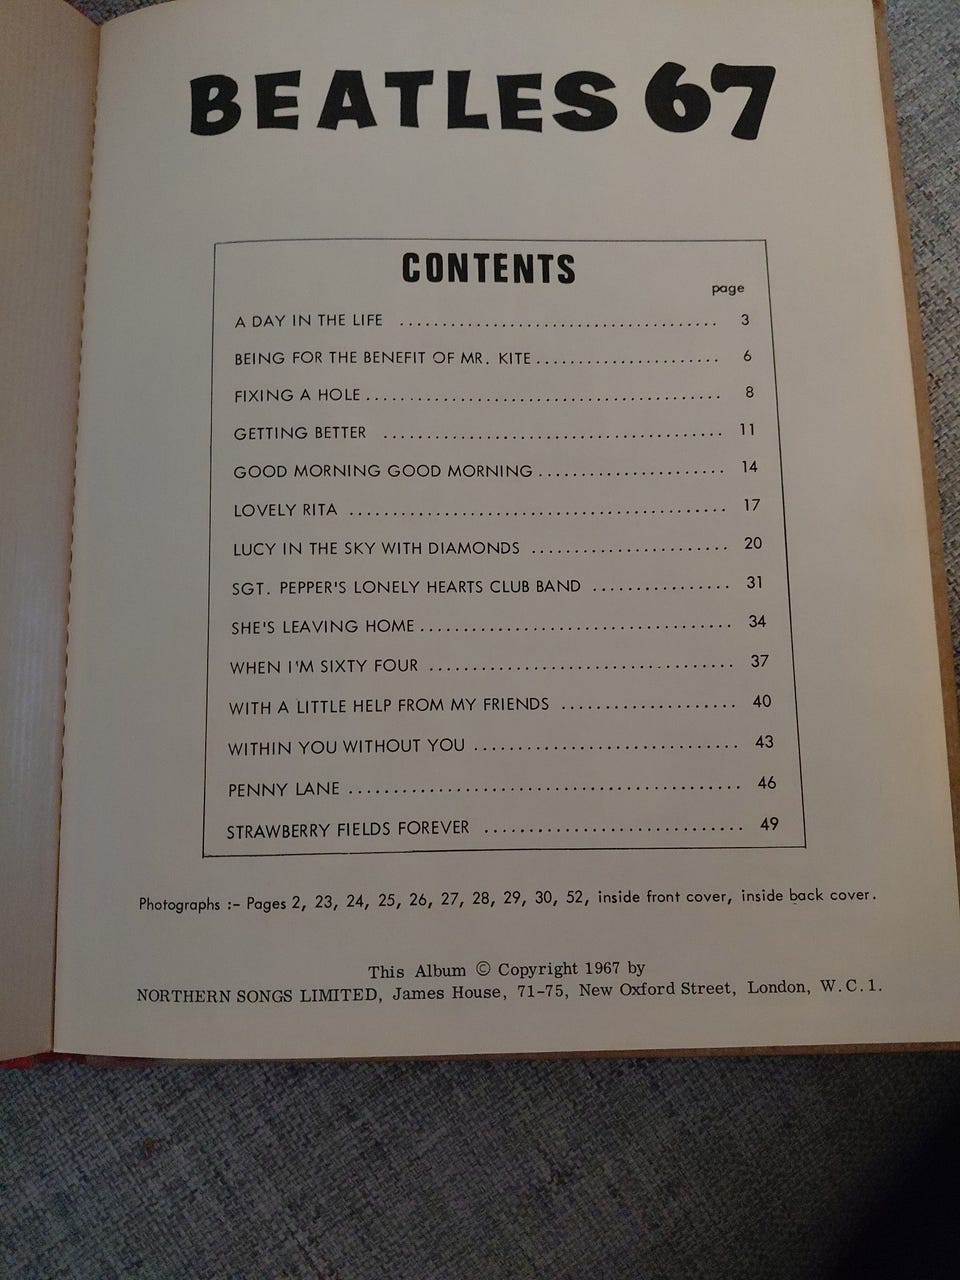 BEATLES 67
CONTENTS
page
A DAY IN THE LIFE ..................................... 3
BEING FOR THE BENEFIT OF MR. KITE...................... 6
FIXING A HOLE......................................... 8
GETTING BETTER ........................................ 11
GOOD MORNING GOOD MORNING...................... 14
LOVELY RITA ............................................ 17
LUCY IN THE SKY WITH DIAMONDS ....................... 20
SGT. PEPPER'S LONELY HEARTS CLUB BAND ................ 31
SHE'S LEAVING HOME.................................... 34
WHEN I'M SIXTY FOUR ................................... 37
WITH A LITTLE HELP FROM MY FRIENDS .................... 40
WITHIN YOU WITHOUT YOU .............................. 43
PENNY LANE ............................................. 46
STRAWBERRY FIELDS FOREVER .............................. 49
Photographs :- Pages 2, 23, 24, 25, 26, 27, 28, 29, 30, 52, inside front cover, inside back cover.
This Album © Copyright 1967 by
NORTHERN SONGS LIMITED, James House, 71-75, New Oxford Street, London, W.C.1.